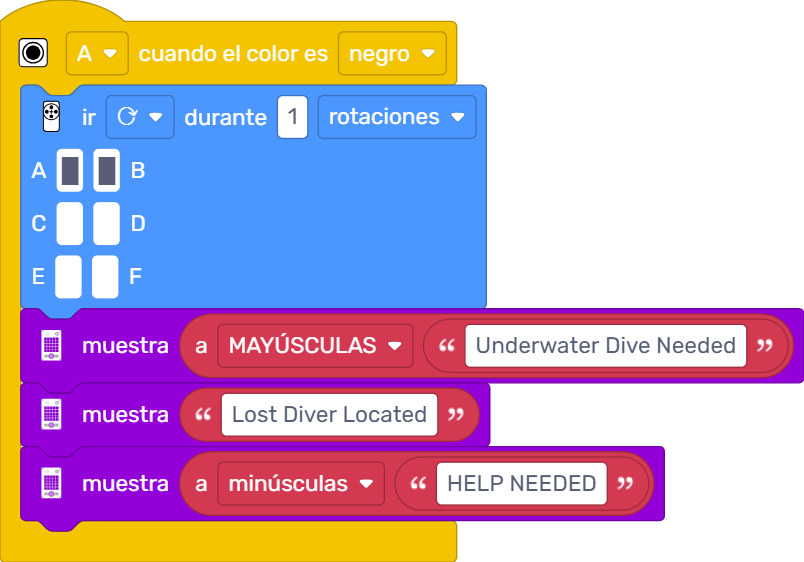 A cuando el color es negro
ir durante 1 rotaciones
A B
C D
E F
muestra a MAYÚSCULAS “ Underwater Dive Needed ”
muestra “ Lost Diver Located ”
muestra a minúsculas “ HELP NEEDED ”